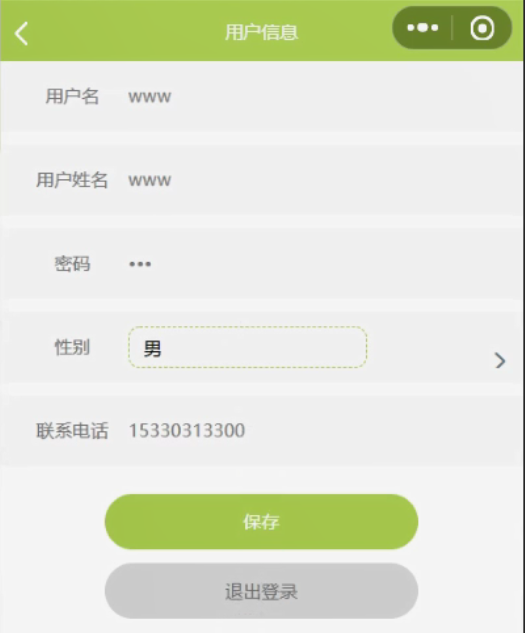 用户信息
用户名 www
用户姓名 www
密码 •••
性别 男
联系电话 15330313300
保存
退出登录